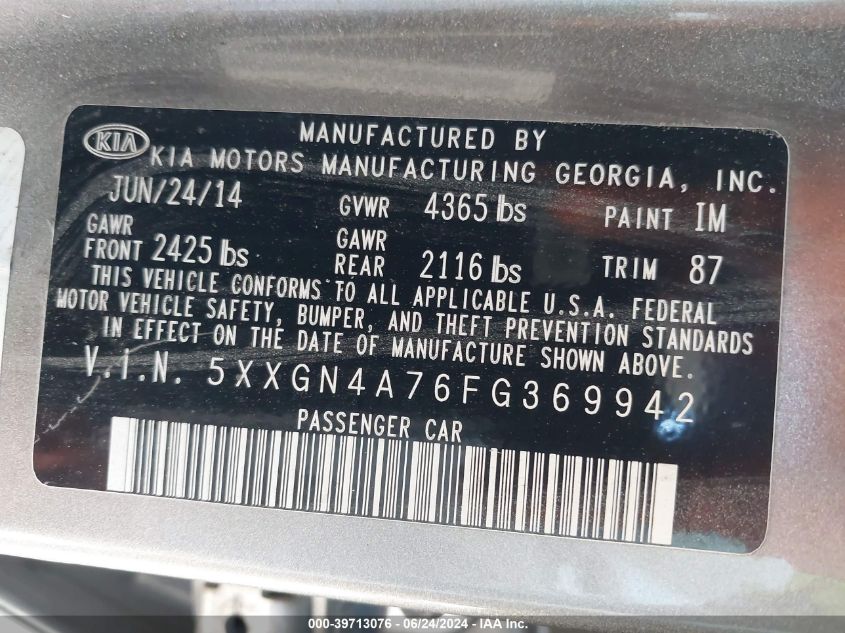 KIA
MANUFACTURED BY
KIA MOTORS MANUFACTURING GEORGIA, INC.
JUN/24/14 GVWR 4365 lbs PAINT IM
GAWR FRONT 2425 lbs GAWR REAR 2116 lbs TRIM 87
THIS VEHICLE CONFORMS TO ALL APPLICABLE U.S.A. FEDERAL
MOTOR VEHICLE SAFETY, BUMPER, AND THEFT PREVENTION STANDARDS
IN EFFECT ON THE DATE OF MANUFACTURE SHOWN ABOVE.
V.I.N. 5XXGN4A76FG369942
PASSENGER CAR
000-39713076 - 06/24/2024 - IAA, Inc.